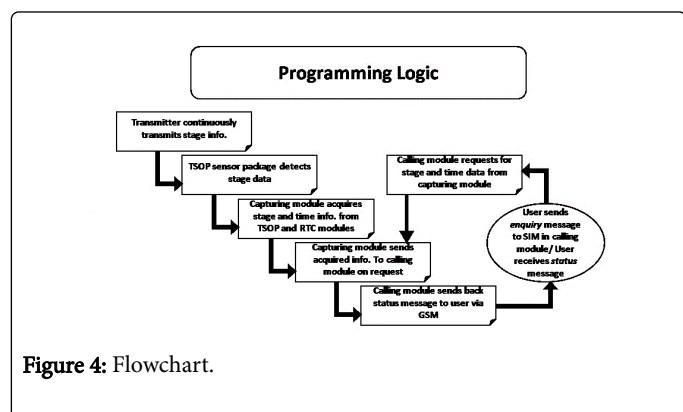 Programming Logic
Transmitter continuously
transmits stage info.
TSOP sensor package detects
stage data
Capturing module acquires
stage and time info. from
TSOP and RTC modules
Capturing module sends
acquired info. To calling
module on request
Calling module sends back
status message to user via
GSM
Calling module requests for
stage and time data from
capturing module
User sends
enquiry message
to SIM in calling
module/ User
receives status
message
Figure 4: Flowchart.